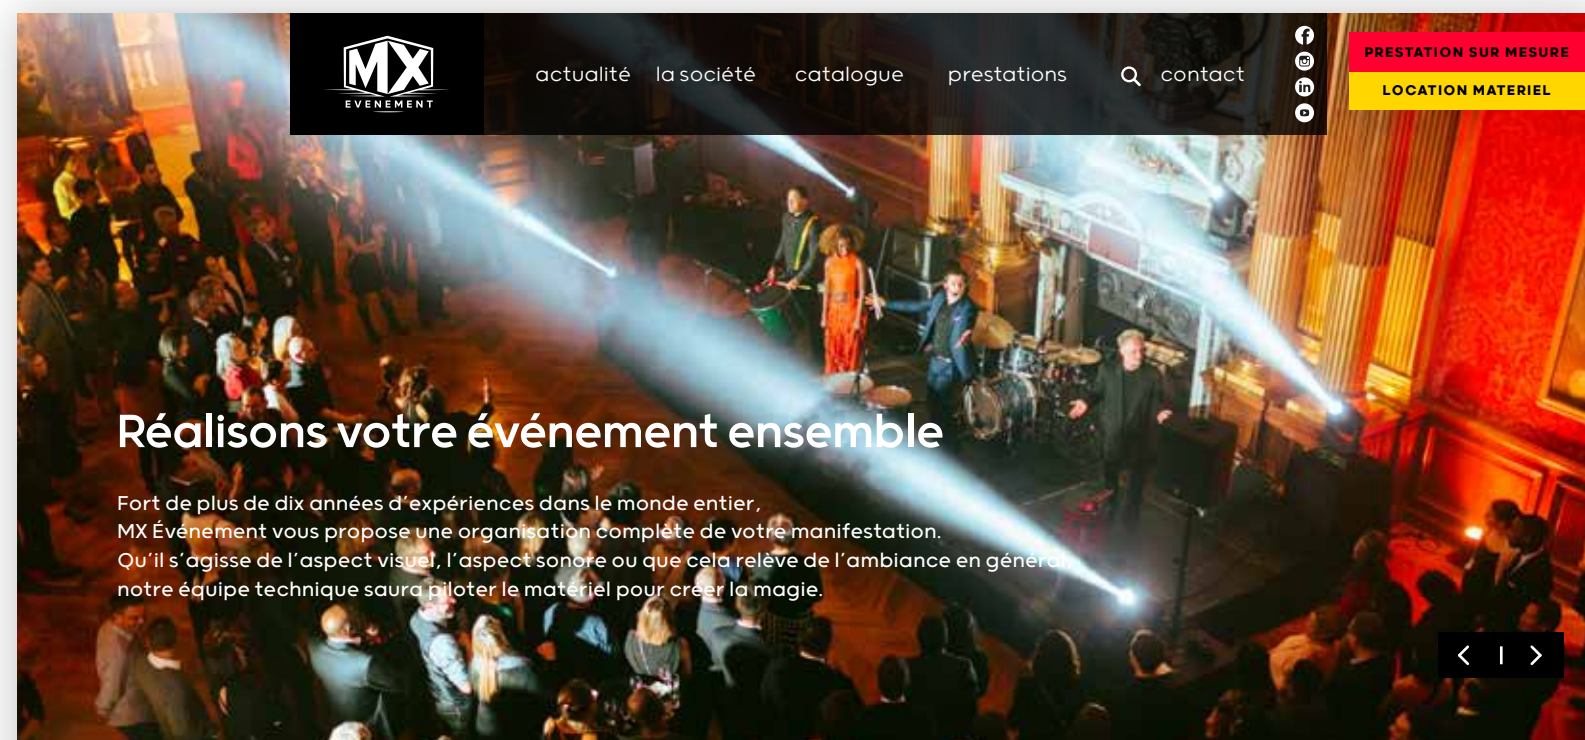 MX
EVENEMENT
actualité la société catalogue prestations contact
PRESTATION SUR MESURE
LOCATION MATERIEL
Réalisons votre événement ensemble
Fort de plus de dix années d'expériences dans le monde entier,
MX Événement vous propose une organisation complète de votre manifestation.
Qu'il s'agisse de l'aspect visuel, l'aspect sonore ou que cela relève de l'ambiance en général,
notre équipe technique saura piloter le matériel pour créer la magie.